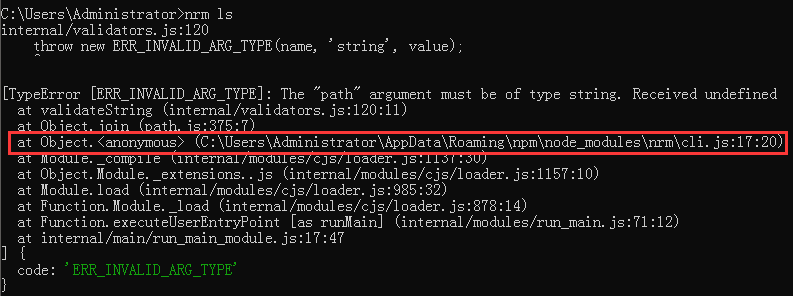 C:\Users\Administrator>nrm ls
internal/validators.js:120
    throw new ERR_INVALID_ARG_TYPE(name, 'string', value);
    ^

[TypeError [ERR_INVALID_ARG_TYPE]: The "path" argument must be of type string. Received undefined
  at validateString (internal/validators.js:120:11)
  at Object.join (path.js:375:7)
  at Object.<anonymous> (C:\Users\Administrator\AppData\Roaming\npm\node_modules\nrm\cli.js:17:20)
  at Module._compile (internal/modules/cjs/loader.js:1137:30)
  at Object.Module._extensions..js (internal/modules/cjs/loader.js:1157:10)
  at Module.load (internal/modules/cjs/loader.js:985:32)
  at Function.Module._load (internal/modules/cjs/loader.js:878:14)
  at Function.executeUserEntryPoint [as runMain] (internal/modules/run_main.js:71:12)
  at internal/main/run_main_module.js:17:47
] {
  code: 'ERR_INVALID_ARG_TYPE'
}